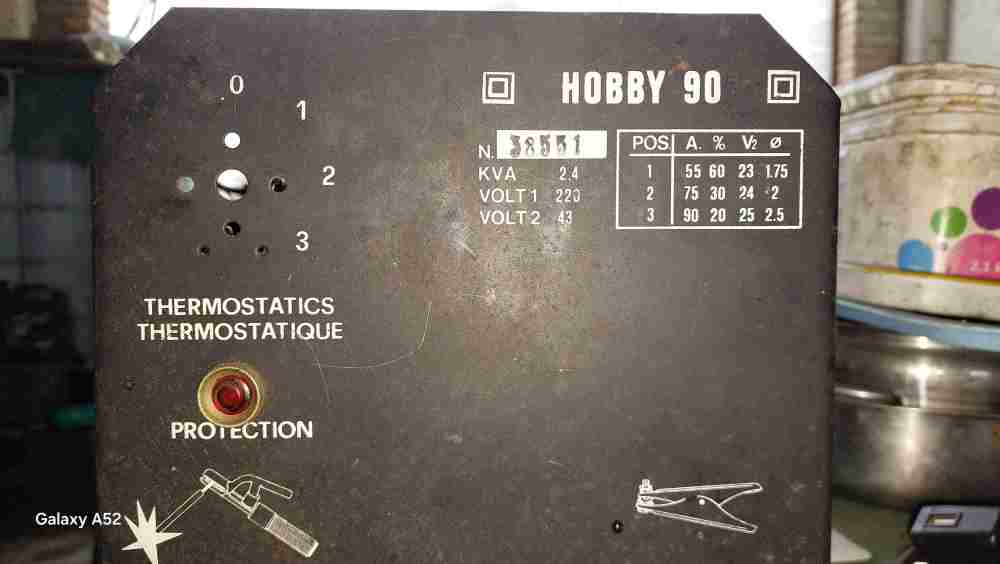 0
1
2
3
HOBBY 90
N. 38551
KVA 2,4
VOLT 1 220
VOLT 2 43
POS. A. % V2 ø
1 55 60 23 1.75
2 75 30 24 2
3 90 20 25 2.5
THERMOSTATICS
THERMOSTATIQUE
PROTECTION
Galaxy A52
2.1